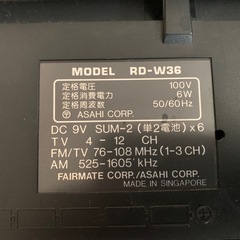 MODEL RD-W36
定格電圧 100V
定格消費電力 6W
定格周波数 50/60Hz
▽ ASAHI CORP. ▽
DC 9V SUM-2 (単2電池) x6
TV 4 - 12 CH
FM/TV 76-108 MHz (1-3 CH)
AM 525-1605 kHz
FAIRMATE CORP./ASAHI CORP.
MADE IN SINGAPORE